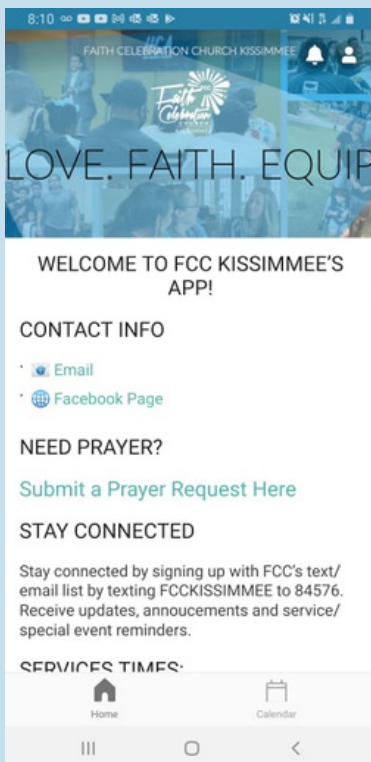 8:10
FAITH CELEBRATION CHURCH KISSIMMEE
FCC
Faith
Celebration
CHURCH
LOVE. FAITH. EQUIP
WELCOME TO FCC KISSIMMEE'S
APP!
CONTACT INFO
Email
Facebook Page
NEED PRAYER?
Submit a Prayer Request Here
STAY CONNECTED
Stay connected by signing up with FCC's text/
email list by texting FCCKISSIMMEE to 84576.
Receive updates, annoucements and service/
special event reminders.
SERVICES TIMES:
Home
Calendar